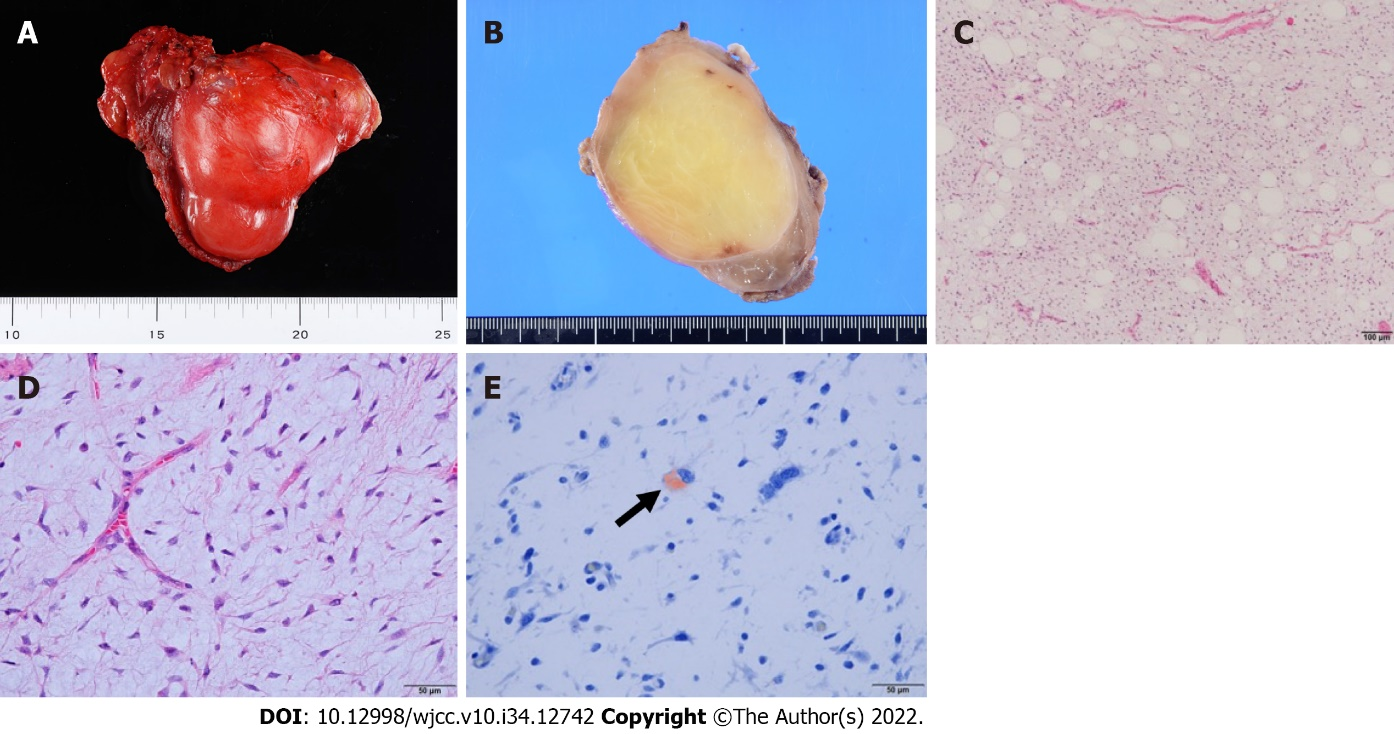 A
B
C
10 15 20 25
100 μm
D
E
50 μm
50 μm
DOI: 10.12998/wjcc.v10.i34.12742 Copyright ©The Author(s) 2022.